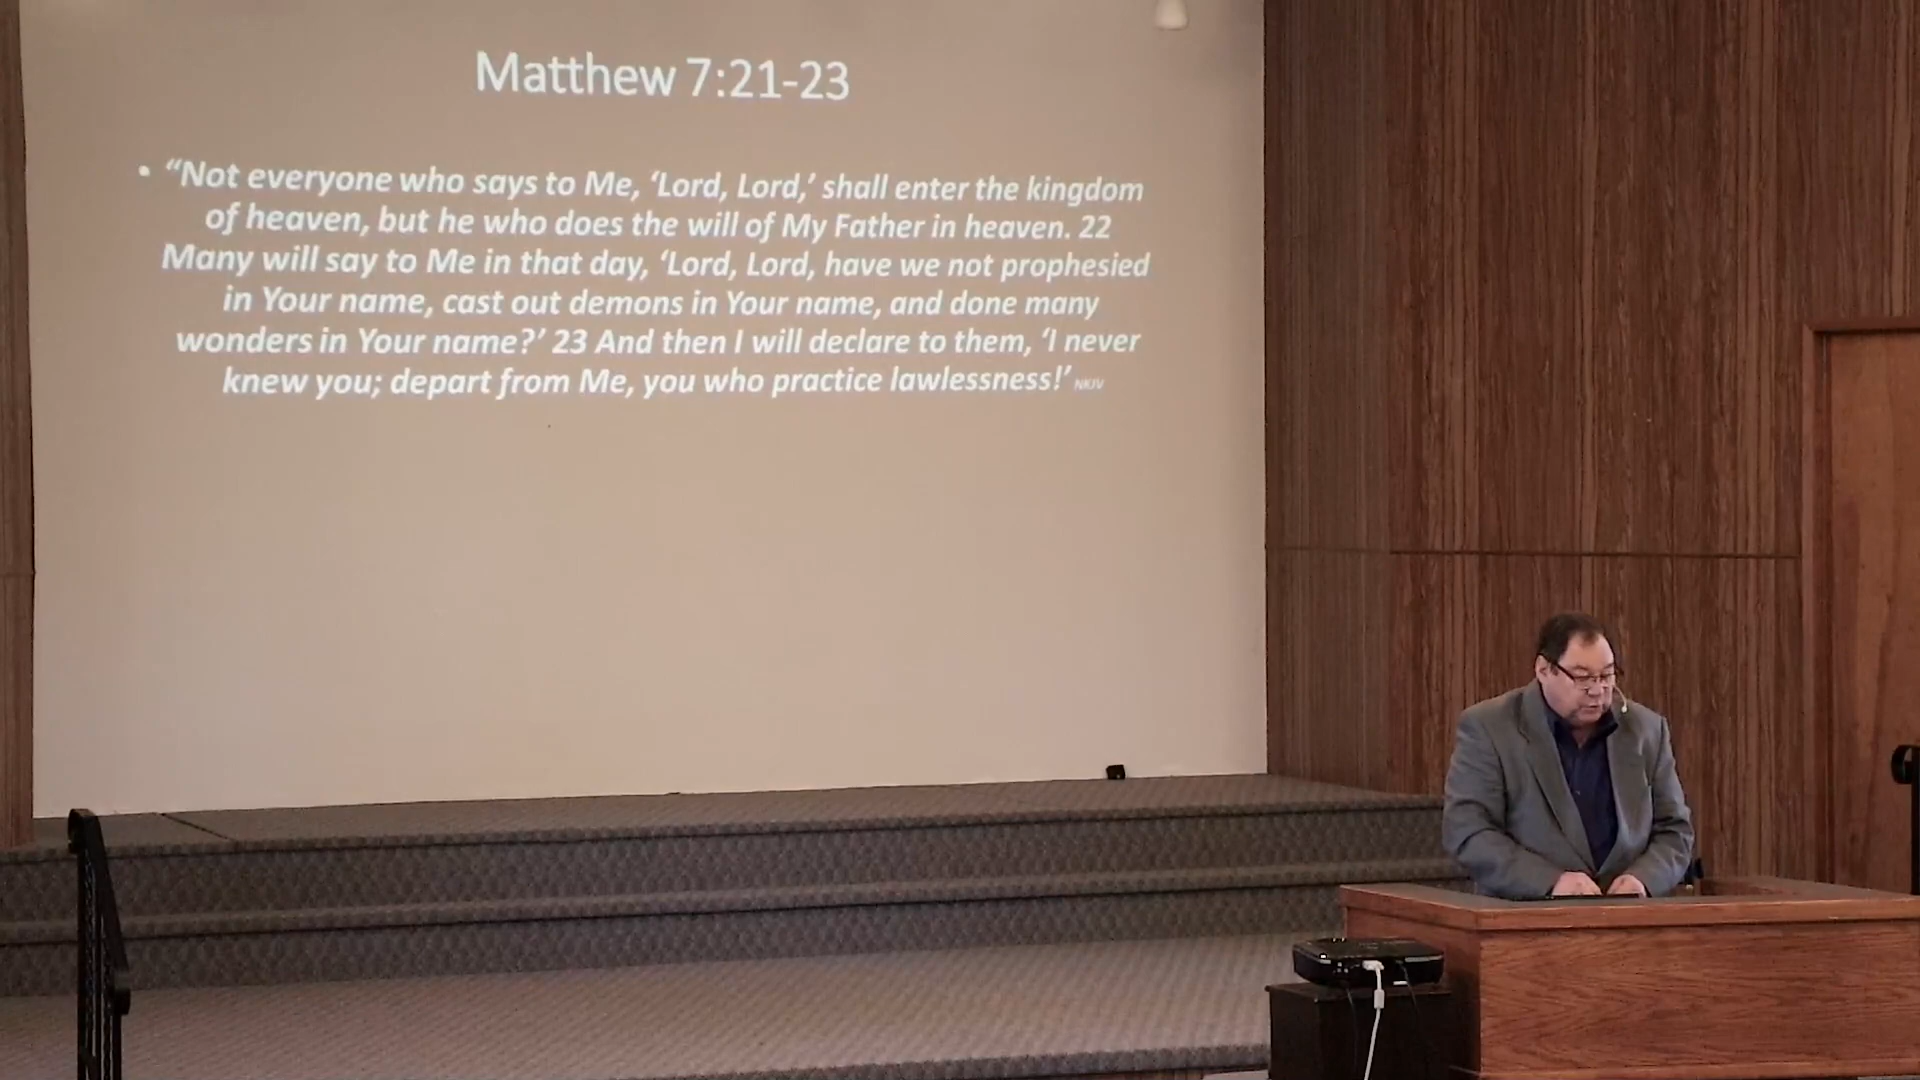 Matthew 7:21-23
• “Not everyone who says to Me, ‘Lord, Lord,’ shall enter the kingdom
of heaven, but he who does the will of My Father in heaven. 22
Many will say to Me in that day, ‘Lord, Lord, have we not prophesied
in Your name, cast out demons in Your name, and done many
wonders in Your name?’ 23 And then I will declare to them, ‘I never
knew you; depart from Me, you who practice lawlessness!’ NKJV